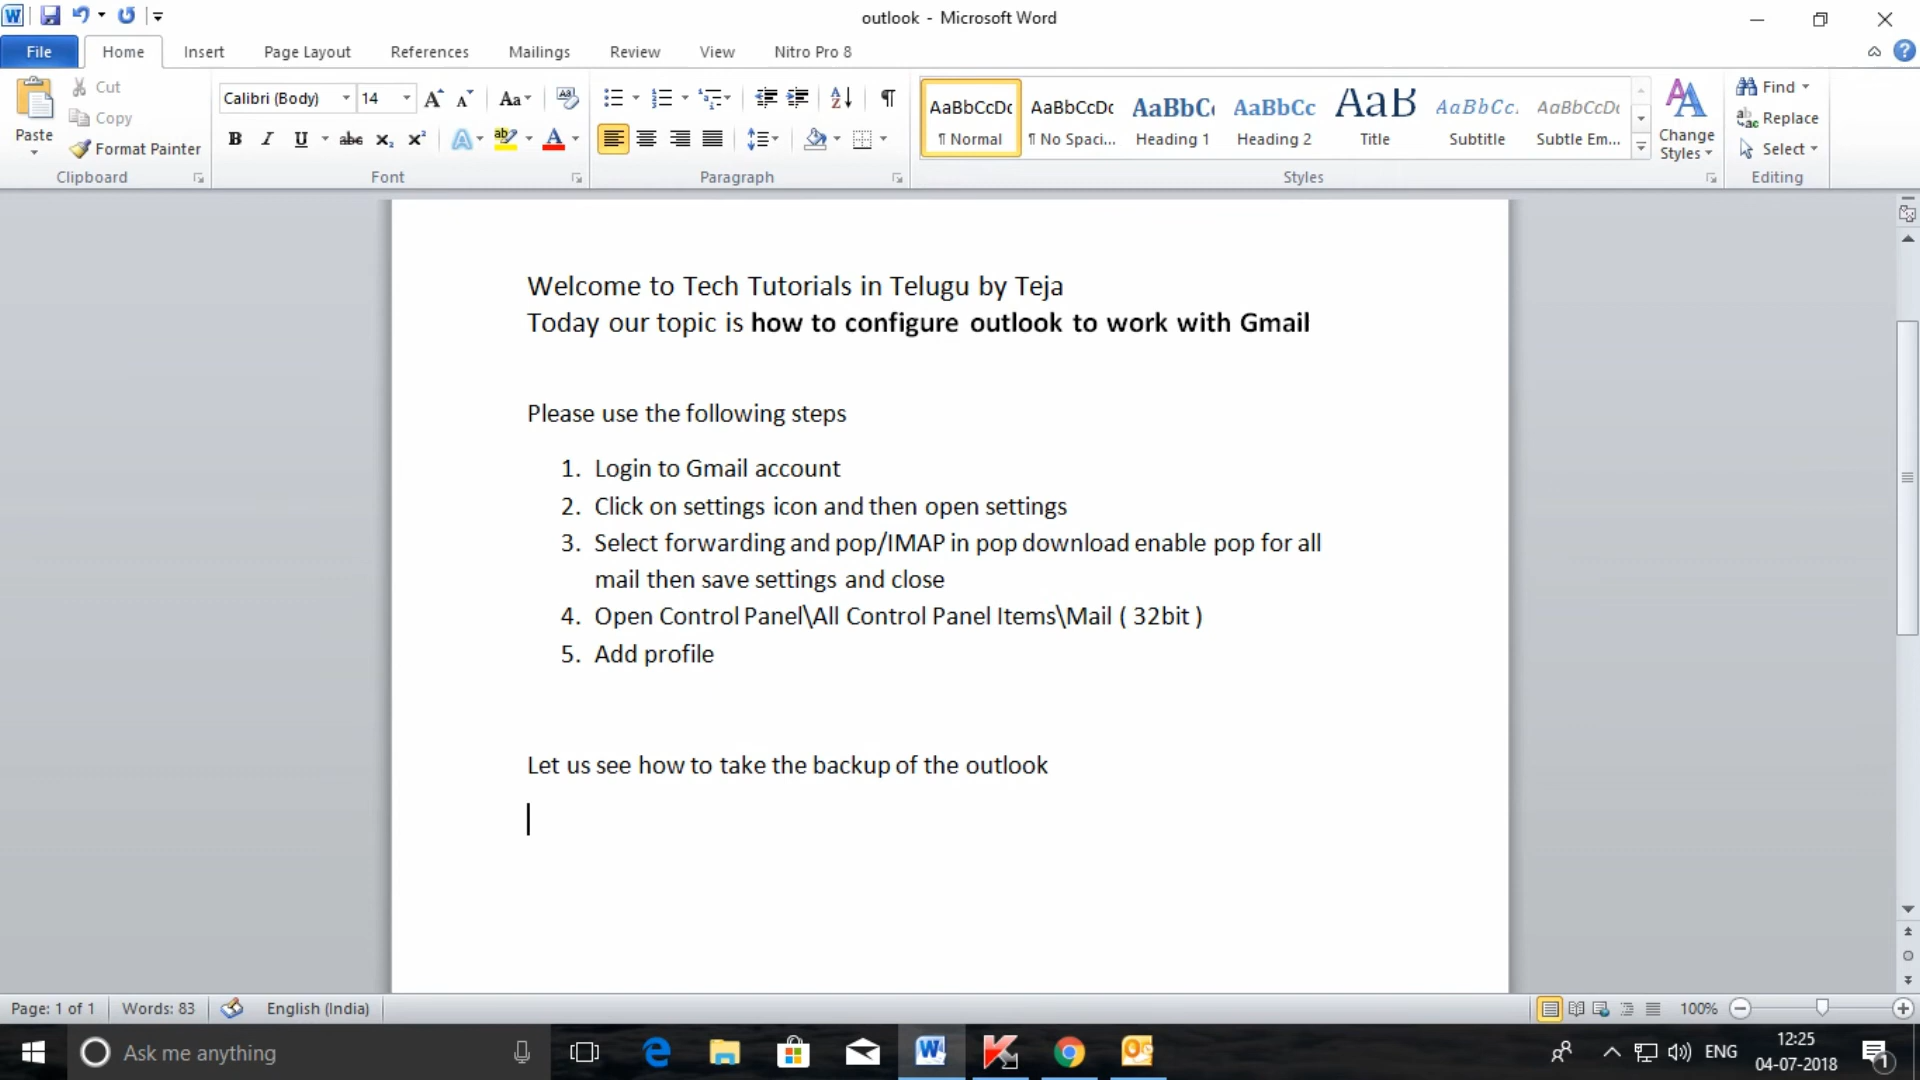 outlook - Microsoft Word
File Home Insert Page Layout References Mailings Review View Nitro Pro 8
Paste
Cut
Copy
Format Painter
Clipboard
Calibri (Body) 14
Font
Paragraph
AaBbCcDc AaBbCcDc AaBbC AaBbCc AaB AaBbCc. AaBbCcDc
¶ Normal ¶ No Spaci... Heading 1 Heading 2 Title Subtitle Subtle Em...
Change
Styles
Styles
Find
Replace
Select
Editing
Welcome to Tech Tutorials in Telugu by Teja
Today our topic is how to configure outlook to work with Gmail
Please use the following steps
1. Login to Gmail account
2. Click on settings icon and then open settings
3. Select forwarding and pop/IMAP in pop download enable pop for all
mail then save settings and close
4. Open Control Panel\All Control Panel Items\Mail ( 32bit )
5. Add profile
Let us see how to take the backup of the outlook
Page: 1 of 1 Words: 83 English (India) 100%
Ask me anything
ENG
12:25
04-07-2018
1